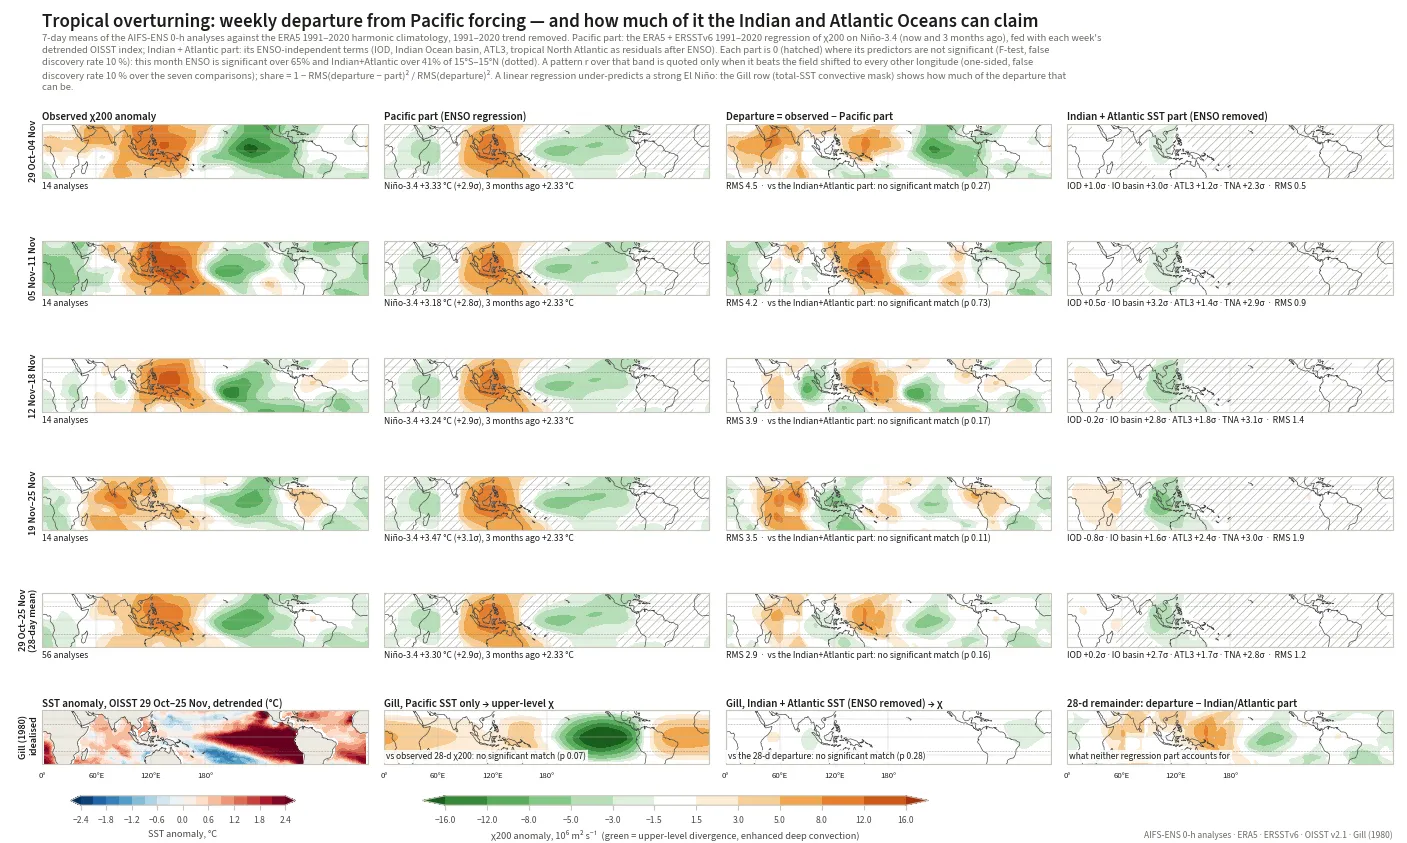 Tropical overturning: weekly departure from Pacific forcing — and how much of it the Indian and Atlantic Oceans can claim
7-day means of the AIFS-ENS 0-h analyses against the ERA5 1991–2020 harmonic climatology, 1991–2020 trend removed. Pacific part: the ERA5 + ERSSTv6 1991–2020 regression of χ200 on Niño-3.4 (now and 3 months ago), fed with each week's
detrended OISST index; Indian + Atlantic part: its ENSO-independent terms (IOD, Indian Ocean basin, ATL3, tropical North Atlantic as residuals after ENSO). Each part is 0 (hatched) where its predictors are not significant (F-test, false
discovery rate 10 %): this month ENSO is significant over 65% and Indian+Atlantic over 41% of 15°S–15°N (dotted). A pattern r over that band is quoted only when it beats the field shifted to every other longitude (one-sided, false
discovery rate 10 % over the seven comparisons); share = 1 − RMS(departure − part)² / RMS(departure)². A linear regression under-predicts a strong El Niño: the Gill row (total-SST convective mask) shows how much of the departure that
can be.
Observed χ200 anomaly
Pacific part (ENSO regression)
Departure = observed − Pacific part
Indian + Atlantic SST part (ENSO removed)
29 Oct–04 Nov
14 analyses
Niño-3.4 +3.33 °C (+2.9σ), 3 months ago +2.33 °C
RMS 4.5 · vs the Indian+Atlantic part: no significant match (p 0.27)
IOD +1.0σ · IO basin +3.0σ · ATL3 +1.2σ · TNA +2.3σ · RMS 0.5
05 Nov–11 Nov
14 analyses
Niño-3.4 +3.18 °C (+2.8σ), 3 months ago +2.33 °C
RMS 4.2 · vs the Indian+Atlantic part: no significant match (p 0.73)
IOD +0.5σ · IO basin +3.2σ · ATL3 +1.4σ · TNA +2.9σ · RMS 0.9
12 Nov–18 Nov
14 analyses
Niño-3.4 +3.24 °C (+2.9σ), 3 months ago +2.33 °C
RMS 3.9 · vs the Indian+Atlantic part: no significant match (p 0.17)
IOD -0.2σ · IO basin +2.8σ · ATL3 +1.8σ · TNA +3.1σ · RMS 1.4
19 Nov–25 Nov
14 analyses
Niño-3.4 +3.47 °C (+3.1σ), 3 months ago +2.33 °C
RMS 3.5 · vs the Indian+Atlantic part: no significant match (p 0.11)
IOD -0.8σ · IO basin +1.6σ · ATL3 +2.4σ · TNA +3.0σ · RMS 1.9
29 Oct–25 Nov
(28-day mean)
56 analyses
Niño-3.4 +3.30 °C (+2.9σ), 3 months ago +2.33 °C
RMS 2.9 · vs the Indian+Atlantic part: no significant match (p 0.16)
IOD +0.2σ · IO basin +2.7σ · ATL3 +1.7σ · TNA +2.8σ · RMS 1.2
SST anomaly, OISST 29 Oct–25 Nov, detrended (°C)
Gill, Pacific SST only → upper-level χ
Gill, Indian + Atlantic SST (ENSO removed) → χ
28-d remainder: departure − Indian/Atlantic part
Gill (1980)
idealised
vs observed 28-d χ200: no significant match (p 0.07)
vs the 28-d departure: no significant match (p 0.28)
what neither regression part accounts for
0° 60°E 120°E 180°
0° 60°E 120°E 180°
0° 60°E 120°E 180°
0° 60°E 120°E 180°
−2.4 −1.8 −1.2 −0.6 0.0 0.6 1.2 1.8 2.4
SST anomaly, °C
−16.0 −12.0 −8.0 −5.0 −3.0 −1.5 1.5 3.0 5.0 8.0 12.0 16.0
χ200 anomaly, 10⁶ m² s⁻¹ (green = upper-level divergence, enhanced deep convection)
AIFS-ENS 0-h analyses · ERA5 · ERSSTv6 · OISST v2.1 · Gill (1980)